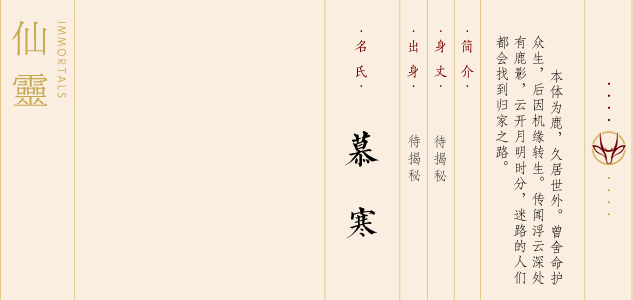 本体为鹿，久居世外。曾舍命护
众生，后因机缘转生。传闻浮云深处
有鹿影，云开月明时分，迷路的人们
都会找到归家之路。
·简介·
·身丈·
待揭秘
·出身·
待揭秘
·名氏·
慕寒
IMMORTALS
仙靈